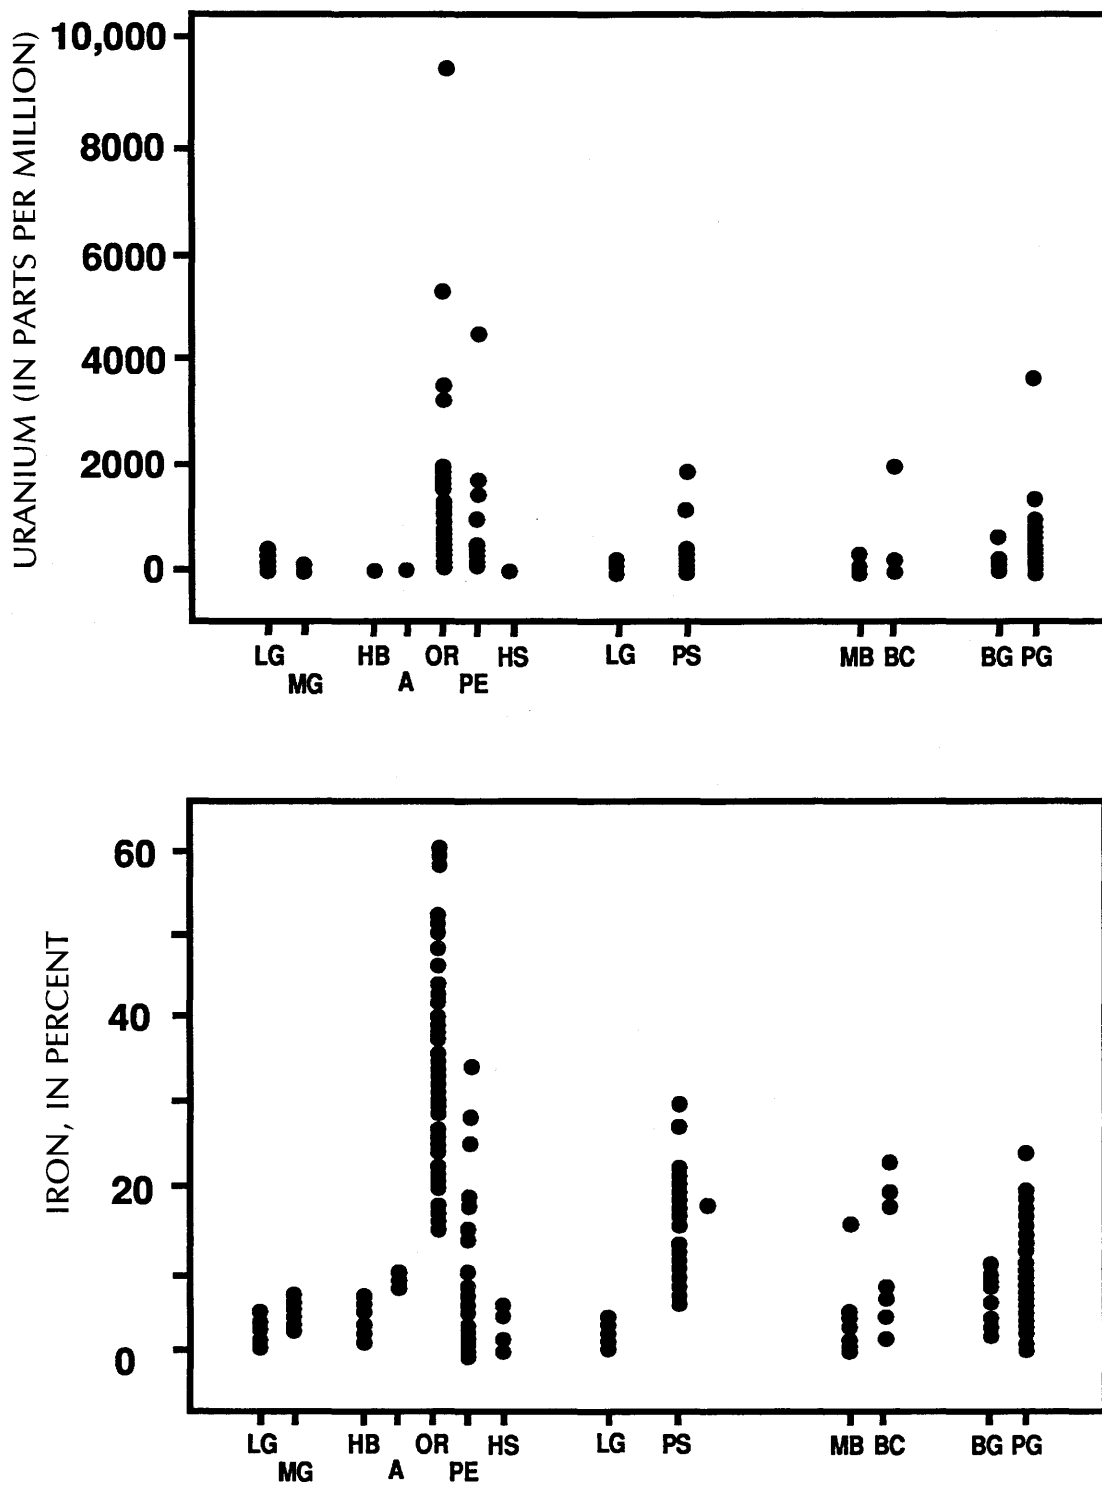 URANIUM (IN PARTS PER MILLION)
10,000
8000
6000
4000
2000
0
LG HB OR HS LG PS MB BC BG PG
MG A PE
IRON, IN PERCENT
60
40
20
0
LG HB OR HS LG PS MB BC BG PG
MG A PE